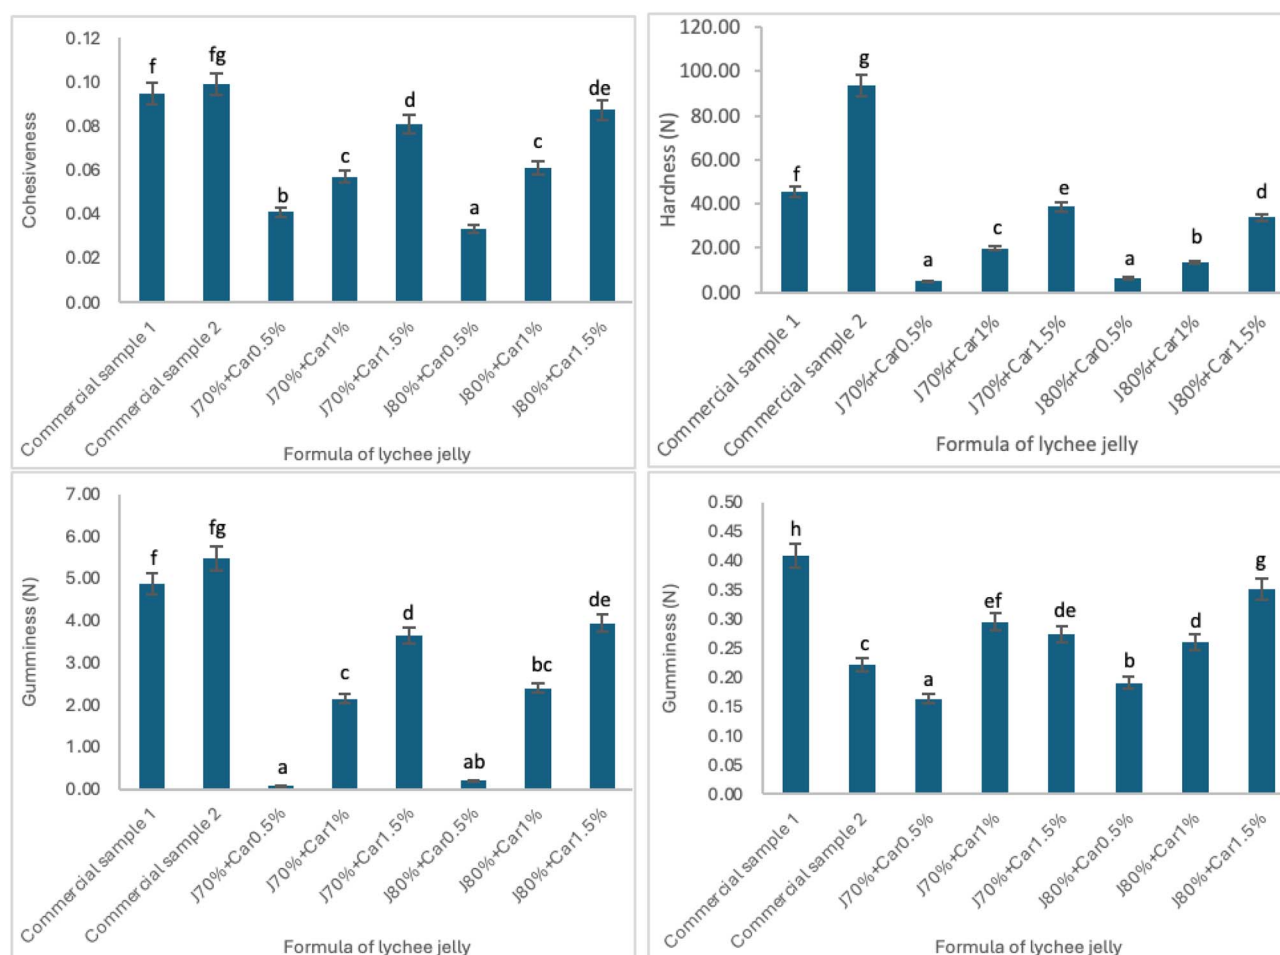 0.12
0.10
0.08
0.06
0.04
0.02
0.00
Cohesiveness
f
fg
b
c
d
a
c
de
Commercial sample 1
Commercial sample 2
J70%+Car0.5%
J70%+Car1%
J70%+Car1.5%
J80%+Car0.5%
J80%+Car1%
J80%+Car1.5%
Formula of lychee jelly
120.00
100.00
80.00
60.00
40.00
20.00
0.00
Hardness (N)
f
g
a
c
e
a
b
d
Commercial sample 1
Commercial sample 2
J70%+Car0.5%
J70%+Car1%
J70%+Car1.5%
J80%+Car0.5%
J80%+Car1%
J80%+Car1.5%
Formula of lychee jelly
7.00
6.00
5.00
4.00
3.00
2.00
1.00
0.00
Gumminess (N)
f
fg
a
c
d
ab
bc
de
Commercial sample 1
Commercial sample 2
J70%+Car0.5%
J70%+Car1%
J70%+Car1.5%
J80%+Car0.5%
J80%+Car1%
J80%+Car1.5%
Formula of lychee jelly
0.50
0.45
0.40
0.35
0.30
0.25
0.20
0.15
0.10
0.05
0.00
Gumminess (N)
h
c
a
ef
de
b
d
g
Commercial sample 1
Commercial sample 2
J70%+Car0.5%
J70%+Car1%
J70%+Car1.5%
J80%+Car0.5%
J80%+Car1%
J80%+Car1.5%
Formula of lychee jelly